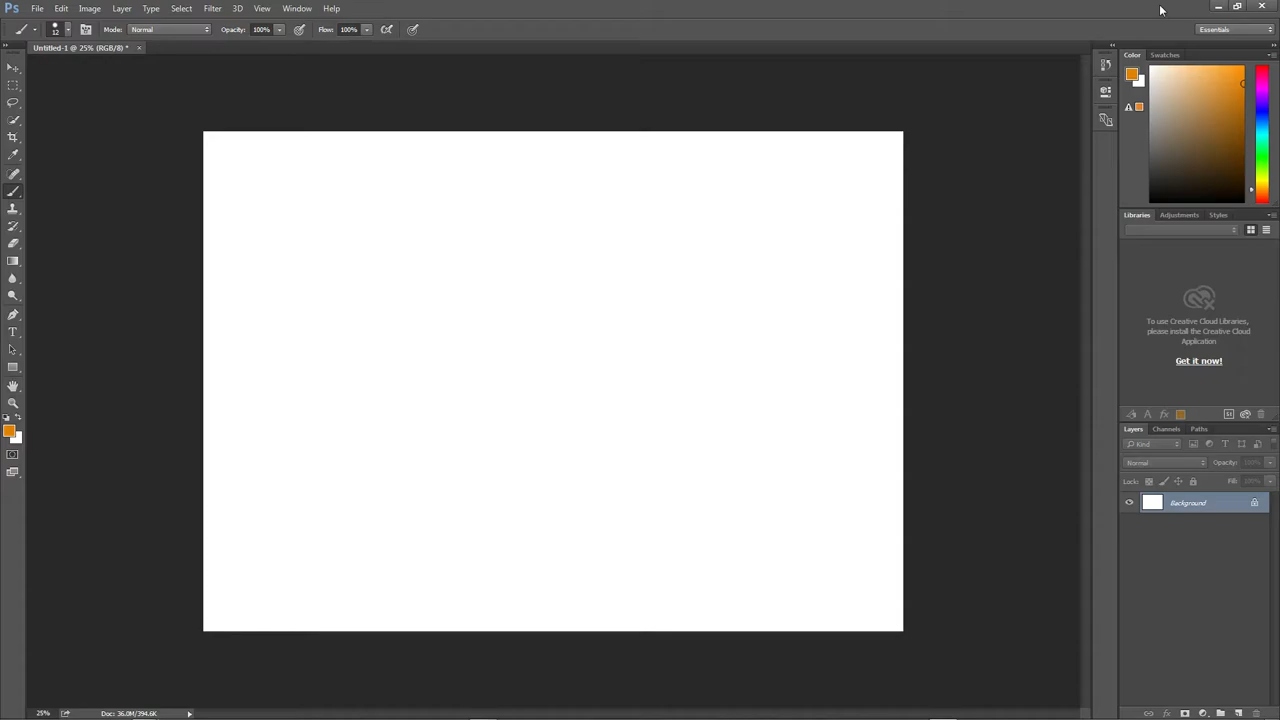 Ps File Edit Image Layer Type Select Filter 3D View Window Help
12 Mode: Normal Opacity: 100% Flow: 100% Essentials
Untitled-1 @ 25% (RGB/8) * ×
Color Swatches
Libraries Adjustments Styles
To use Creative Cloud Libraries,
please install the Creative Cloud
Application
Get it now!
Layers Channels Paths
Kind
Normal Opacity: 100%
Lock: Fill: 100%
Background
25% Doc: 36.0M/394.6K